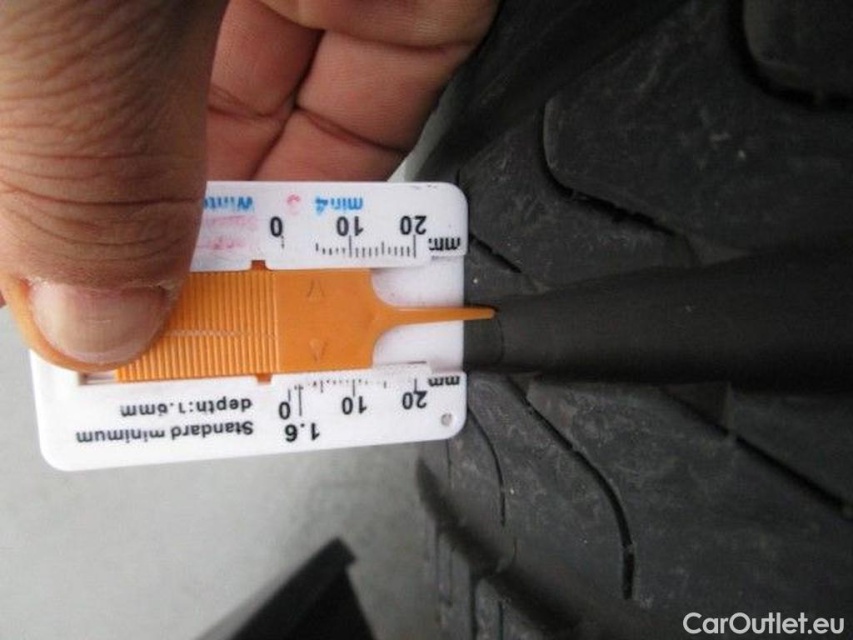 1.6 Standard minimum
mm 20 10 0 depth:1.6mm
mm 20 10 0
min4
CarOutlet.eu